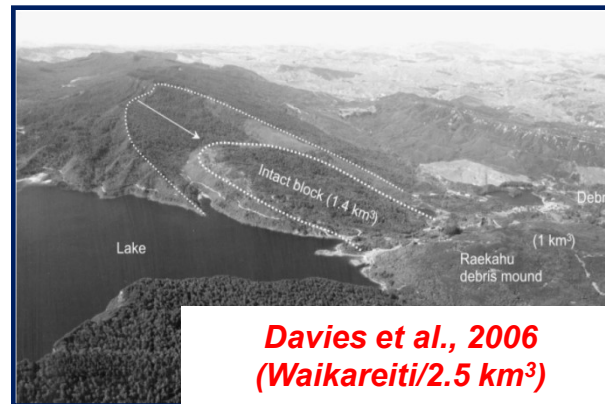 Intact block (1.4 km³)
Debr
(1 km³)
Lake
Raekahu
debris mound
Davies et al., 2006
(Waikareiti/2.5 km³)